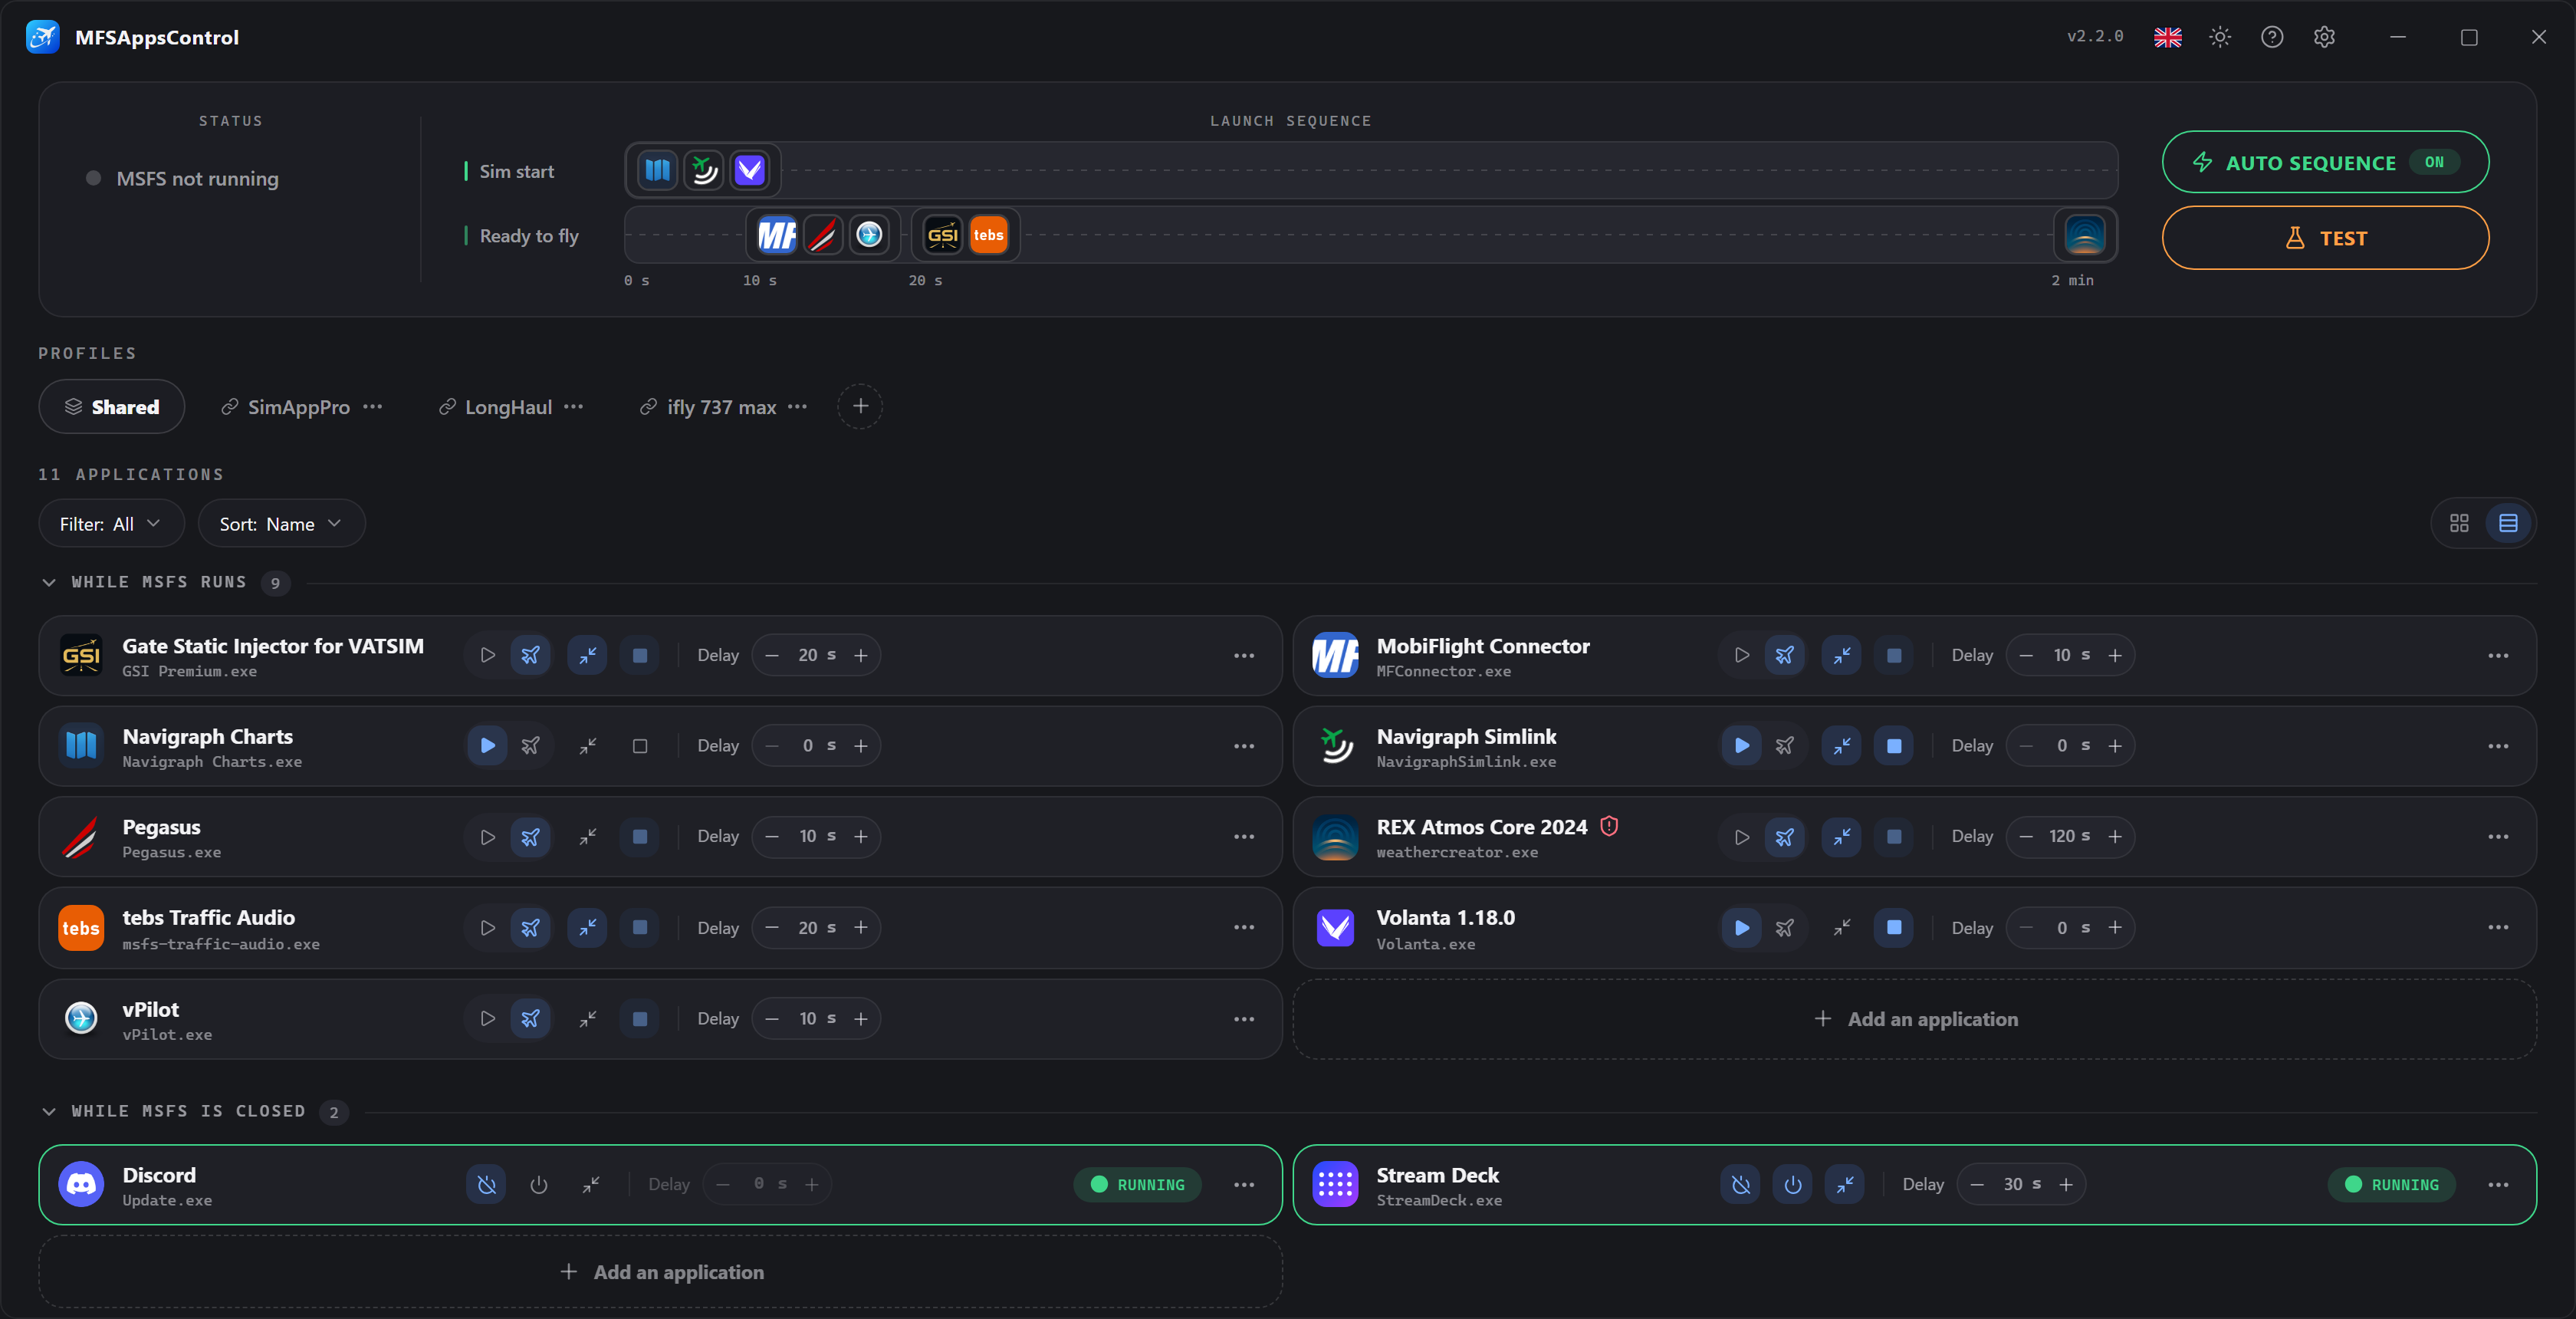 MFSAppsControl
v2.2.0
STATUS
MSFS not running
LAUNCH SEQUENCE
Sim start
Ready to fly
MF
GSI
tebs
0 s
10 s
20 s
2 min
AUTO SEQUENCE ON
TEST
PROFILES
Shared
SimAppPro
LongHaul
ifly 737 max
11 APPLICATIONS
Filter: All
Sort: Name
WHILE MSFS RUNS 9
GSI
Gate Static Injector for VATSIM
GSI Premium.exe
Delay 20 s
MF
MobiFlight Connector
MFConnector.exe
Delay 10 s
Navigraph Charts
Navigraph Charts.exe
Delay 0 s
Navigraph Simlink
NavigraphSimlink.exe
Delay 0 s
Pegasus
Pegasus.exe
Delay 10 s
REX Atmos Core 2024
weathercreator.exe
Delay 120 s
tebs
tebs Traffic Audio
msfs-traffic-audio.exe
Delay 20 s
Volanta 1.18.0
Volanta.exe
Delay 0 s
vPilot
vPilot.exe
Delay 10 s
Add an application
WHILE MSFS IS CLOSED 2
Discord
Update.exe
Delay 0 s
RUNNING
Stream Deck
StreamDeck.exe
Delay 30 s
RUNNING
Add an application